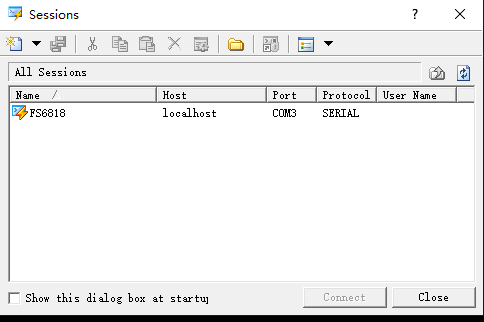 Sessions
All Sessions
Name / Host Port Protocol User Name
FS6818 localhost COM3 SERIAL
Show this dialog box at startu
Connect Close